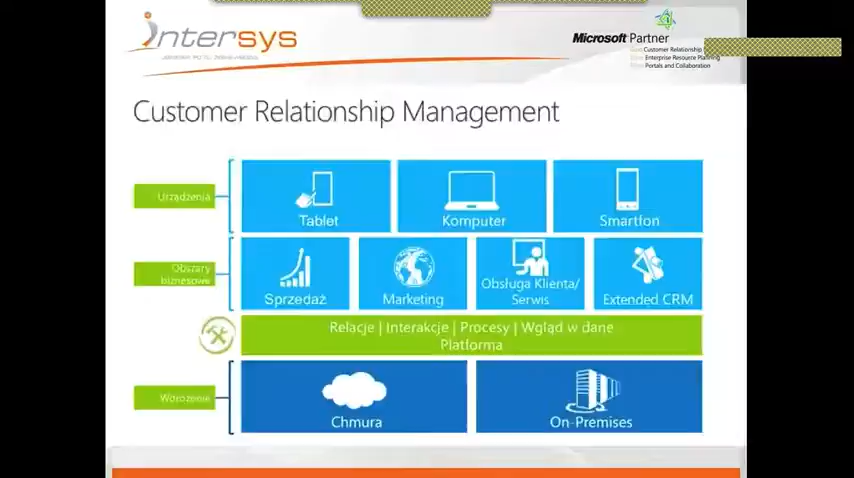 intersys
Microsoft Partner
Customer Relationship
Enterprise Resource Planning
Portals and Collaboration
Customer Relationship Management
Urządzenia
Tablet
Komputer
Smartfon
Obszary
biznesowe
Sprzedaż
Marketing
Obsługa Klienta/
Serwis
Extended CRM
Relacje | Interakcje | Procesy | Wgląd w dane
Platforma
Wdrożenie
Chmura
On-Premises